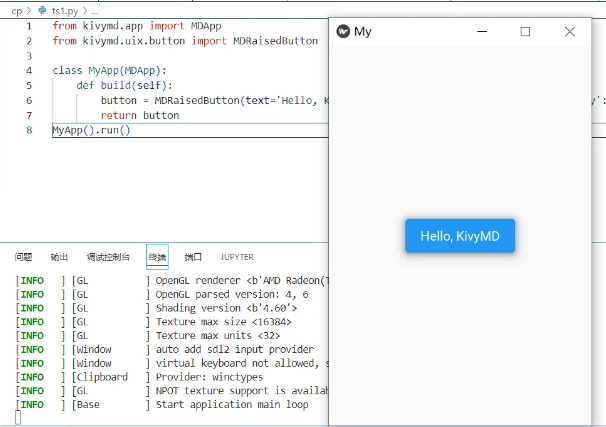 cp > ts1.py > ...
1 from kivymd.app import MDApp
2 from kivymd.uix.button import MDRaisedButton
3
4 class MyApp(MDApp):
5 def build(self):
6 button = MDRaisedButton(text='Hello, K y':
7 return button
8 MyApp().run()
My
Hello, KivyMD
问题 输出 调试控制台 终端 端口 JUPYTER
[INFO ] [GL ] OpenGL renderer <b'AMD Radeon(T
[INFO ] [GL ] OpenGL parsed version: 4, 6
[INFO ] [GL ] Shading version <b'4.60'>
[INFO ] [GL ] Texture max size <16384>
[INFO ] [GL ] Texture max units <32>
[INFO ] [Window ] auto add sdl2 input provider
[INFO ] [Window ] virtual keyboard not allowed, s
[INFO ] [Clipboard ] Provider: winctypes
[INFO ] [GL ] NPOT texture support is availab
[INFO ] [Base ] Start application main loop